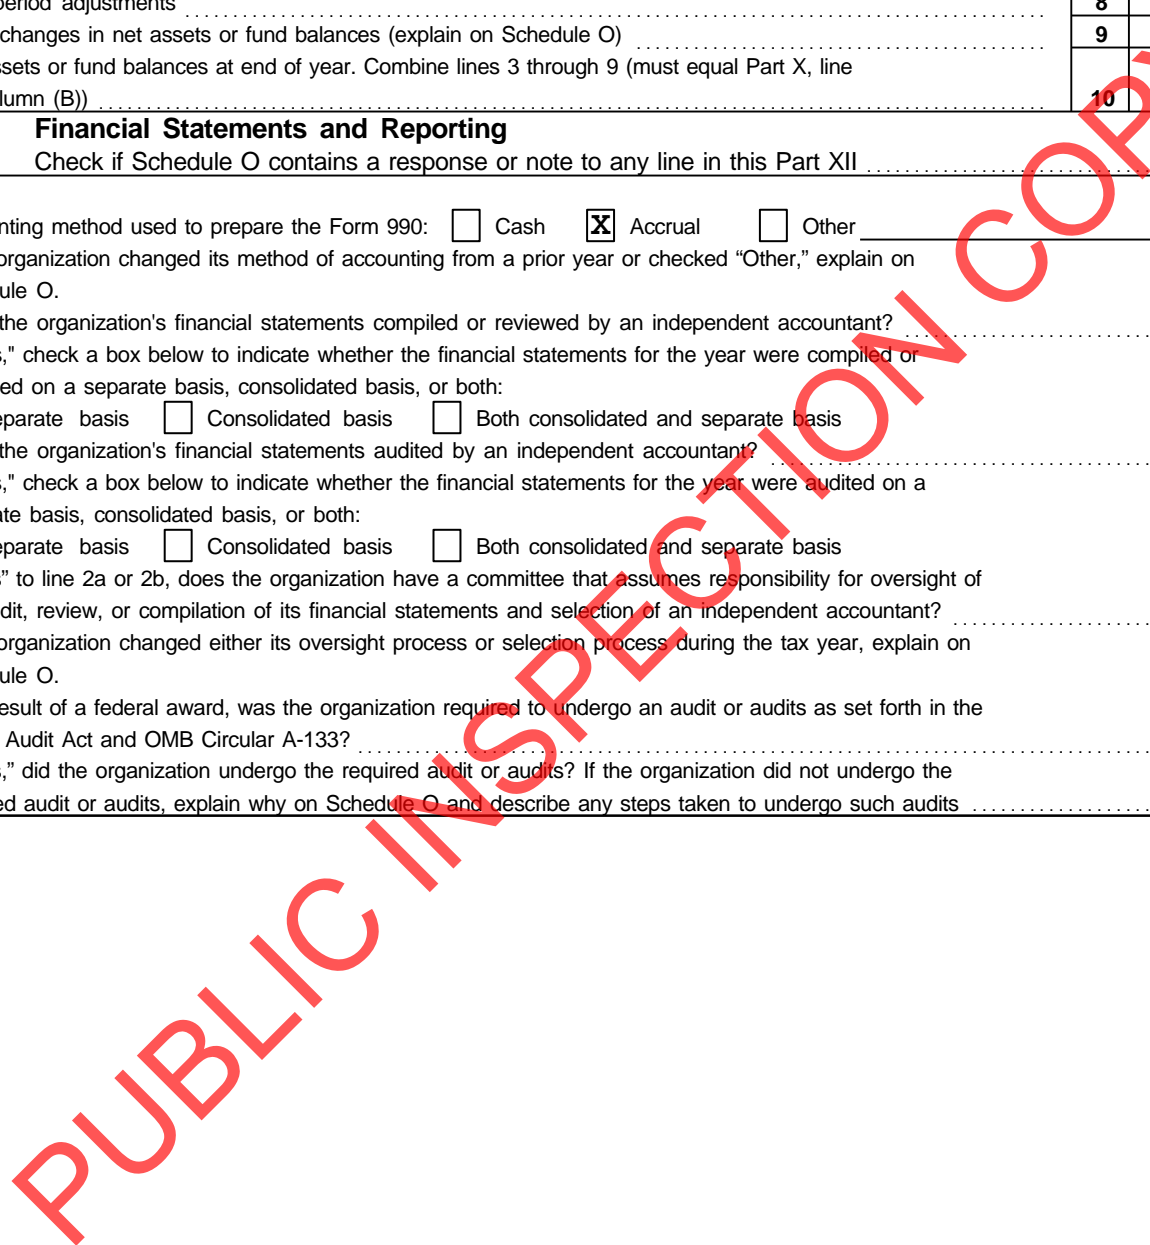 period adjustments 8
changes in net assets or fund balances (explain on Schedule O) 9
ssets or fund balances at end of year. Combine lines 3 through 9 (must equal Part X, line
lumn (B)) 10
Financial Statements and Reporting
Check if Schedule O contains a response or note to any line in this Part XII
nting method used to prepare the Form 990: Cash X Accrual Other
organization changed its method of accounting from a prior year or checked “Other,” explain on
ule O.
the organization's financial statements compiled or reviewed by an independent accountant?
s," check a box below to indicate whether the financial statements for the year were compiled or
ed on a separate basis, consolidated basis, or both:
eparate basis Consolidated basis Both consolidated and separate basis
the organization's financial statements audited by an independent accountant?
s," check a box below to indicate whether the financial statements for the year were audited on a
ate basis, consolidated basis, or both:
eparate basis Consolidated basis Both consolidated and separate basis
s” to line 2a or 2b, does the organization have a committee that assumes responsibility for oversight of
dit, review, or compilation of its financial statements and selection of an independent accountant?
organization changed either its oversight process or selection process during the tax year, explain on
ule O.
esult of a federal award, was the organization required to undergo an audit or audits as set forth in the
Audit Act and OMB Circular A-133?
s,” did the organization undergo the required audit or audits? If the organization did not undergo the
ed audit or audits, explain why on Schedule O and describe any steps taken to undergo such audits
PUBLIC INSPECTION COPY